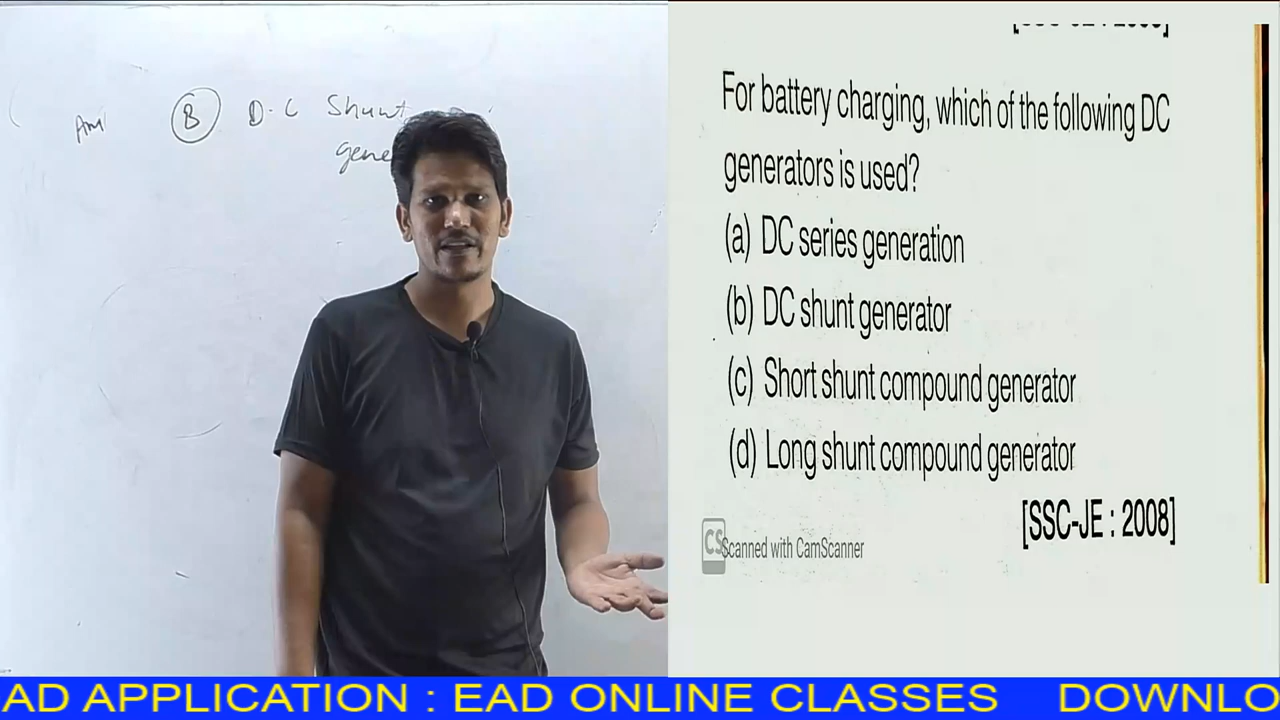 Ans (B) D-C Shunt
gene
For battery charging, which of the following DC
generators is used?
(a) DC series generation
(b) DC shunt generator
(c) Short shunt compound generator
(d) Long shunt compound generator
[SSC-JE : 2008]
CS Scanned with CamScanner
AD APPLICATION : EAD ONLINE CLASSES DOWNLO